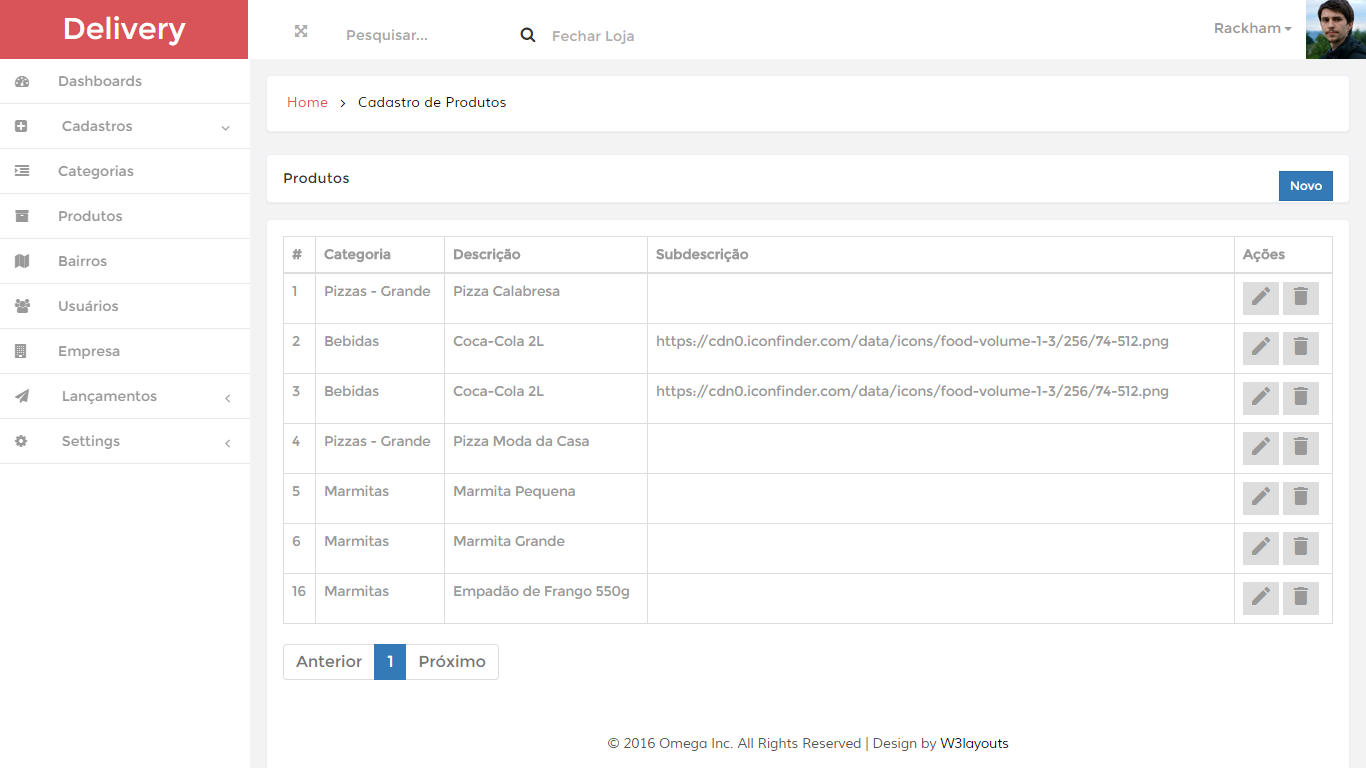 Delivery
Pesquisar...
Fechar Loja
Rackham
Dashboards
Cadastros
Categorias
Produtos
Bairros
Usuários
Empresa
Lançamentos
Settings
Home > Cadastro de Produtos
Produtos
Novo
# Categoria Descrição Subdescrição Ações
1 Pizzas - Grande Pizza Calabresa
2 Bebidas Coca-Cola 2L https://cdn0.iconfinder.com/data/icons/food-volume-1-3/256/74-512.png
3 Bebidas Coca-Cola 2L https://cdn0.iconfinder.com/data/icons/food-volume-1-3/256/74-512.png
4 Pizzas - Grande Pizza Moda da Casa
5 Marmitas Marmita Pequena
6 Marmitas Marmita Grande
16 Marmitas Empadão de Frango 550g
Anterior 1 Próximo
© 2016 Omega Inc. All Rights Reserved | Design by W3layouts